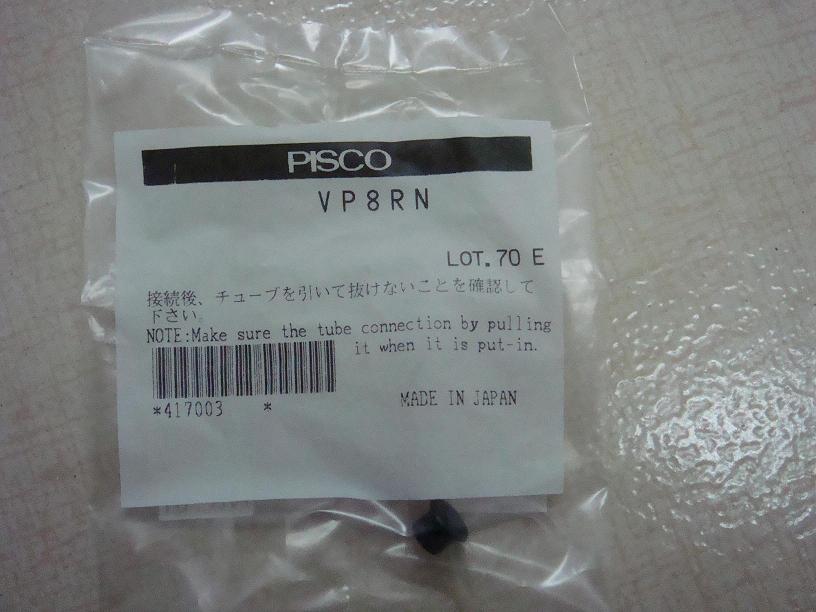 PISCO
VP8RN
LOT. 70 E
接続後、チューブを引いて抜けないことを確認して
下さい。
NOTE:Make sure the tube connection by pulling
it when it is put-in.
*417003 *
MADE IN JAPAN